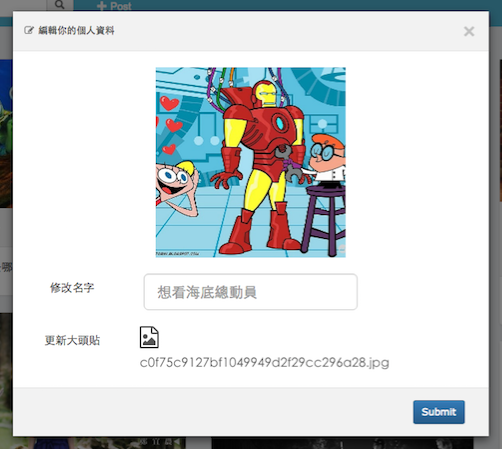 + Post
編輯你的個人資料
×
修改名字
想看海底總動員
更新大頭貼
c0f75c9127bf1049949d2f29cc296a28.jpg
Submit